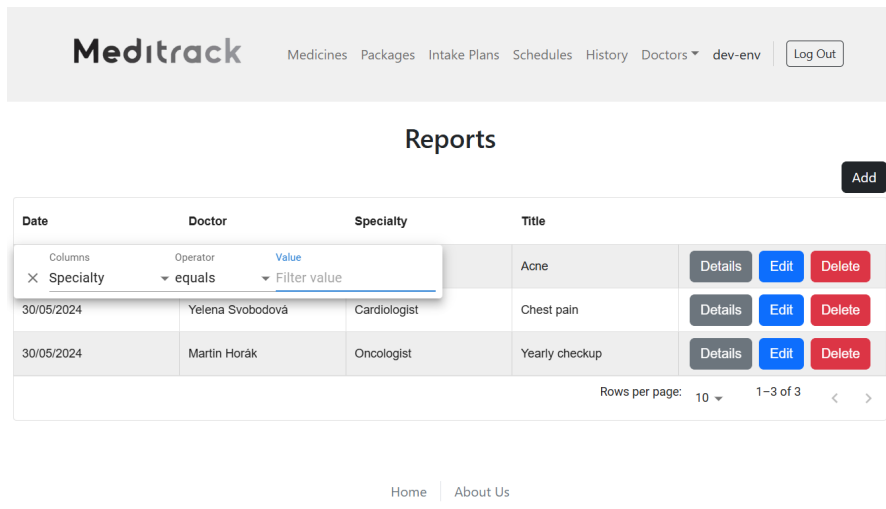 Meditrack
Medicines Packages Intake Plans Schedules History Doctors dev-env Log Out
Reports
Add
Date Doctor Specialty Title
Columns Operator Value
Specialty equals Filter value
Acne Details Edit Delete
30/05/2024 Yelena Svobodová Cardiologist Chest pain Details Edit Delete
30/05/2024 Martin Horák Oncologist Yearly checkup Details Edit Delete
Rows per page: 10 1–3 of 3
Home About Us